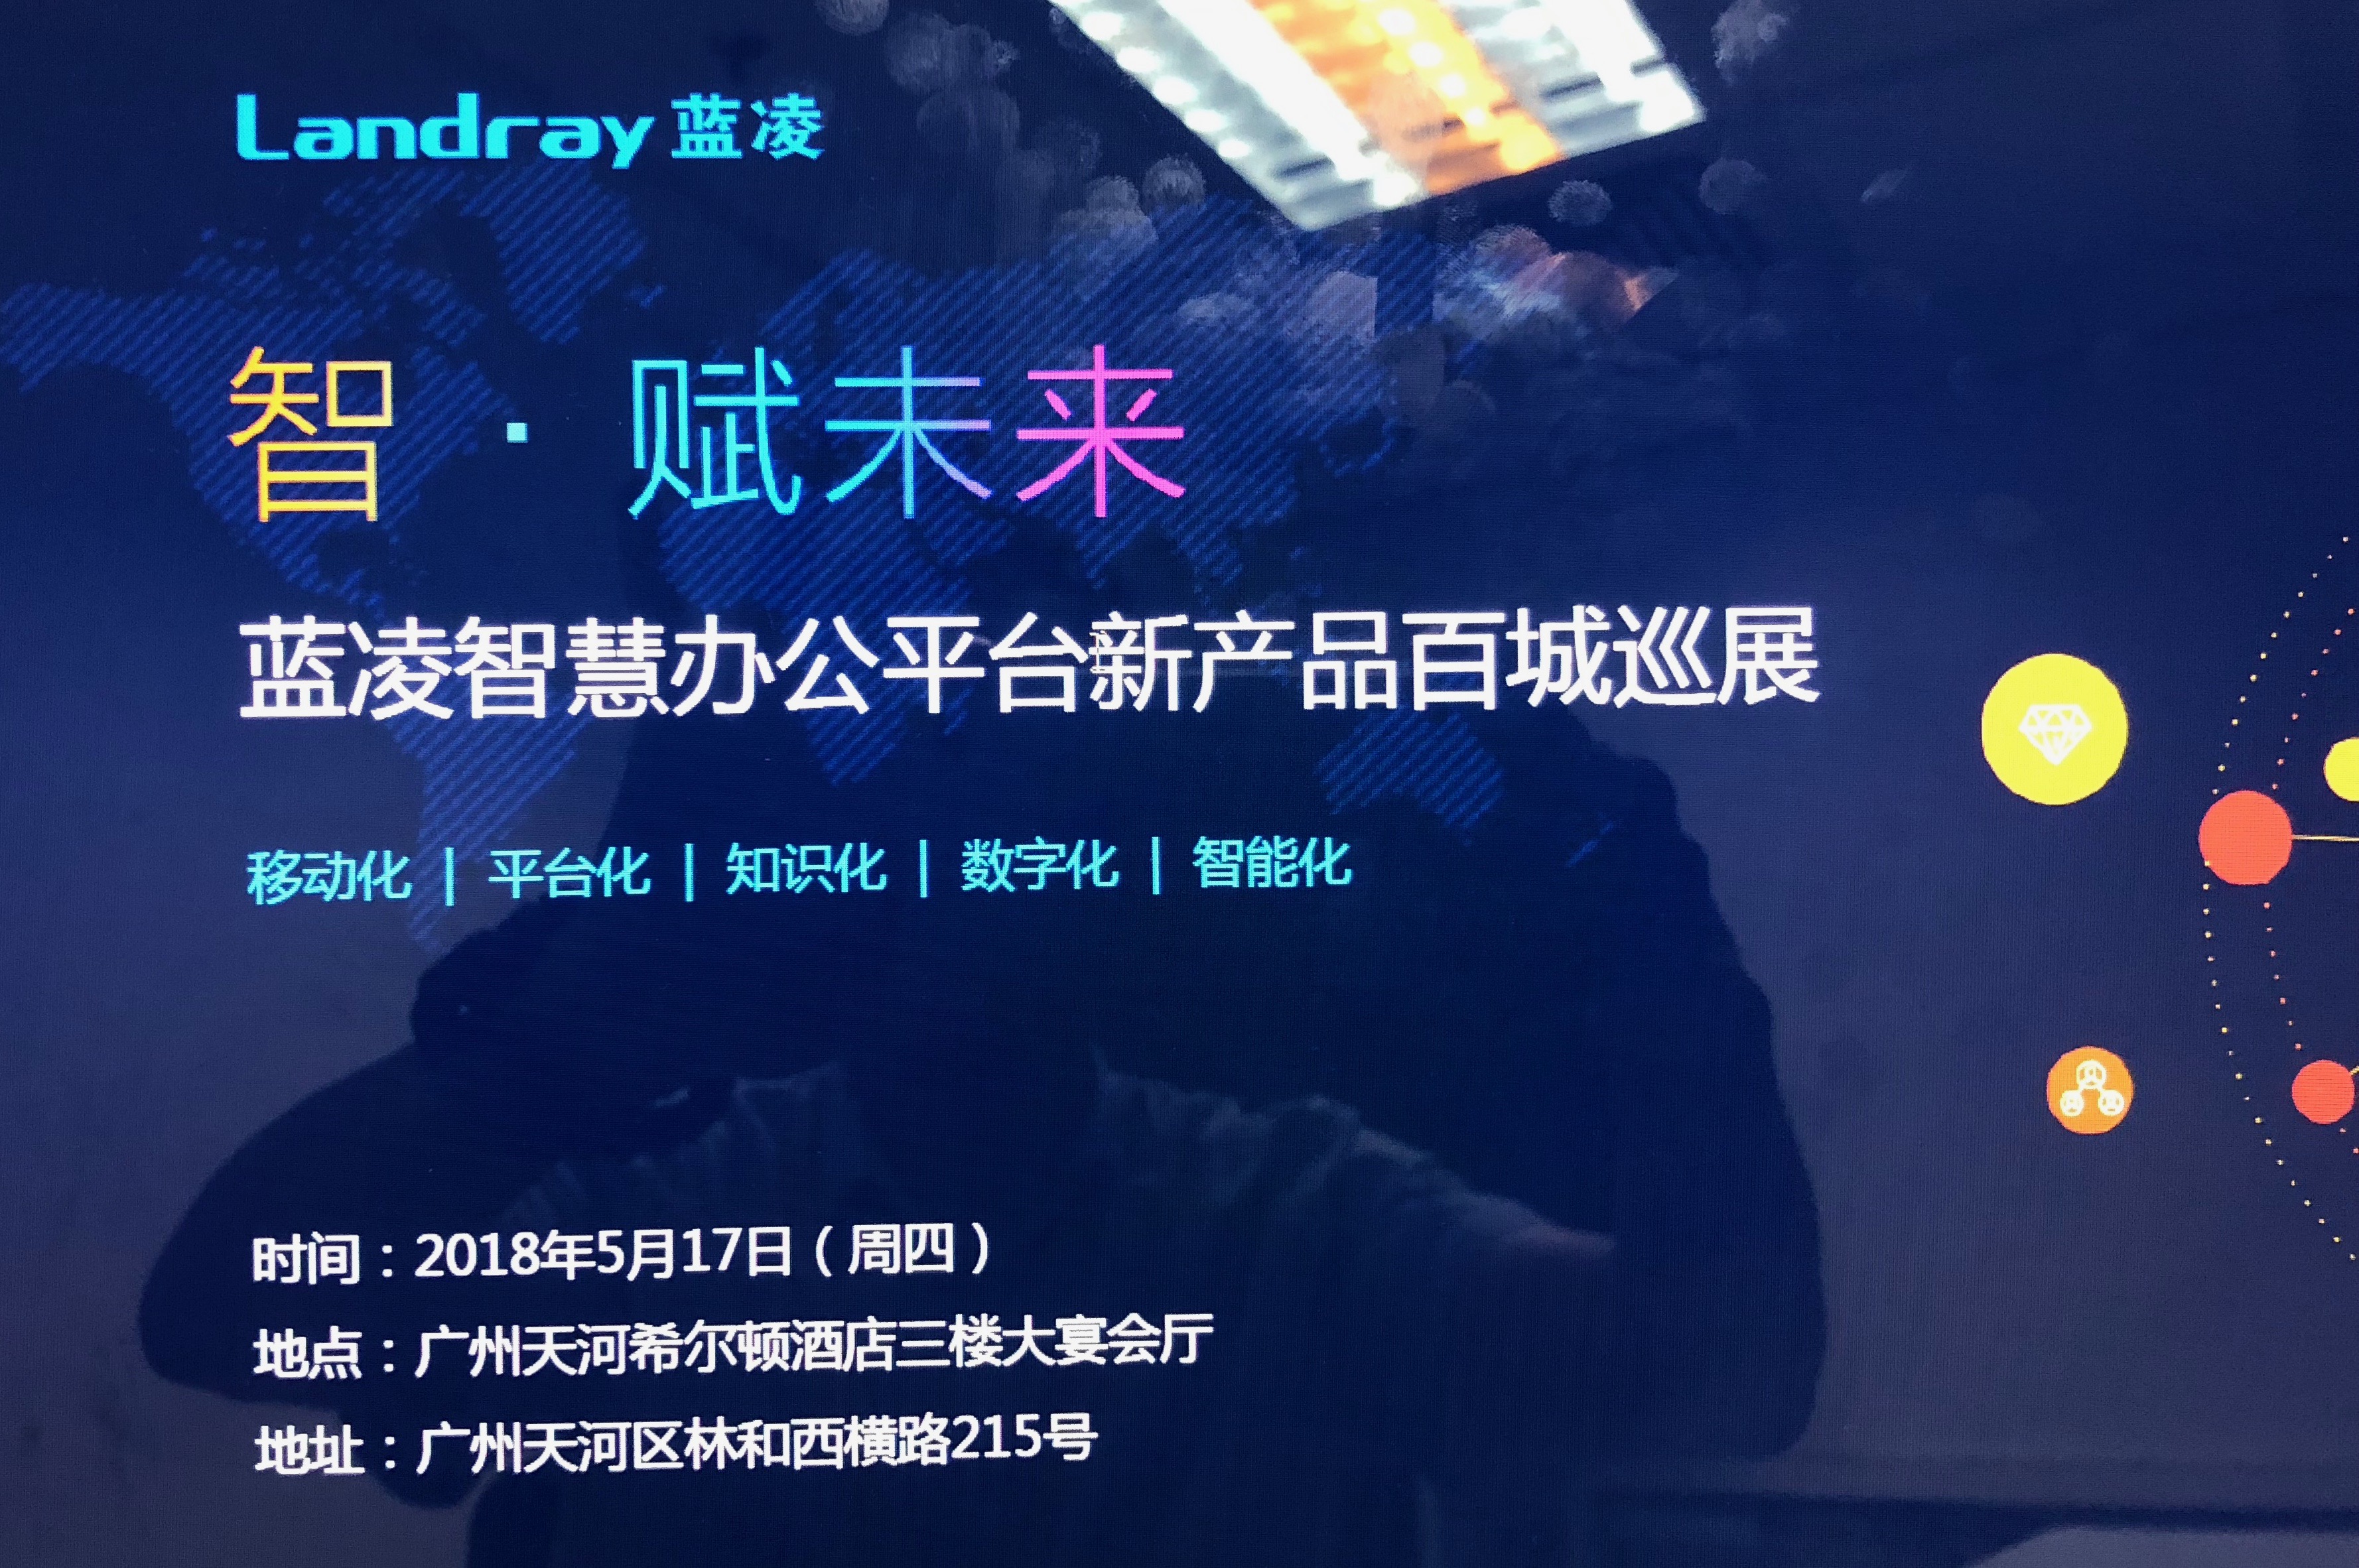 Landray 蓝凌
智 · 赋未来
蓝凌智慧办公平台新产品百城巡展
移动化 | 平台化 | 知识化 | 数字化 | 智能化
时间：2018年5月17日（周四）
地点：广州天河希尔顿酒店三楼大宴会厅
地址：广州天河区林和西横路215号